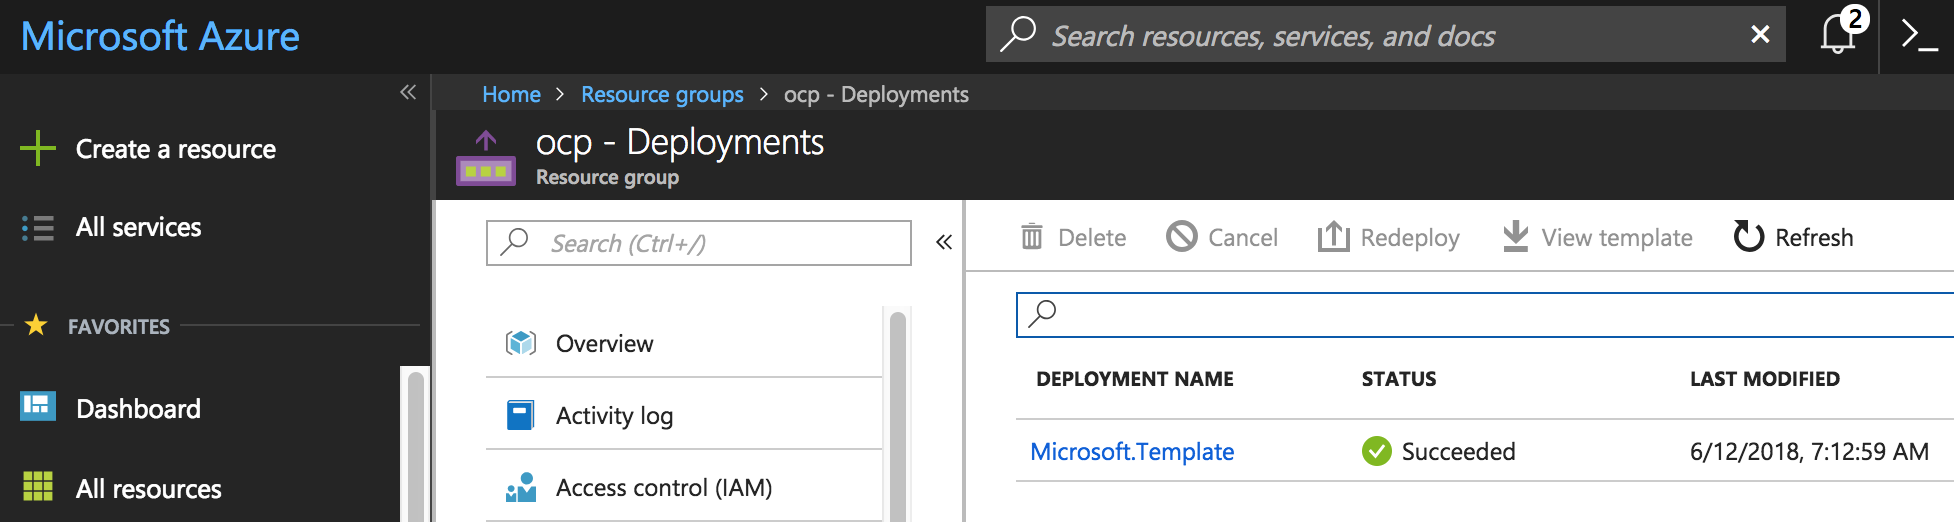 Microsoft Azure
Search resources, services, and docs
2
Home > Resource groups > ocp - Deployments
Create a resource
ocp - Deployments
Resource group
All services
Search (Ctrl+/)
Delete Cancel Redeploy View template Refresh
FAVORITES
Overview
DEPLOYMENT NAME STATUS LAST MODIFIED
Dashboard
Activity log
Microsoft.Template Succeeded 6/12/2018, 7:12:59 AM
All resources
Access control (IAM)